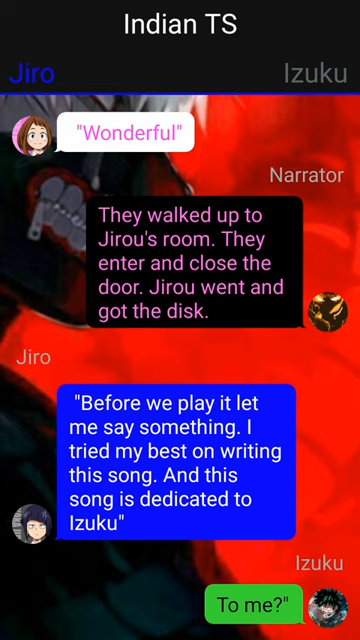 Indian TS
Jiro
Izuku
"Wonderful"
Narrator
They walked up to
Jirou's room. They
enter and close the
door. Jirou went and
got the disk.
Jiro
"Before we play it let
me say something. I
tried my best on writing
this song. And this
song is dedicated to
Izuku"
Izuku
To me?"